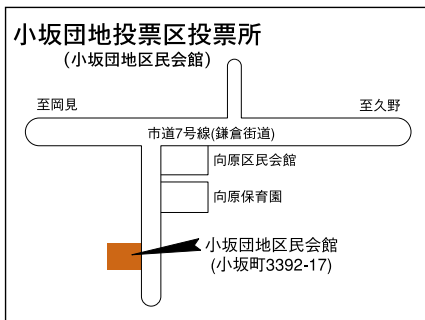 小坂団地投票区投票所
(小坂団地区民会館)
至岡見
至久野
市道7号線(鎌倉街道)
向原区民会館
向原保育園
小坂団地区民会館
(小坂町3392-17)